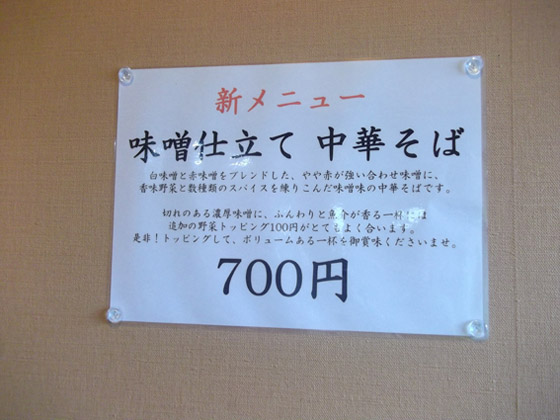 新メニュー
味噌仕立て 中華そば
白味噌と赤味噌をブレンドした、やや赤が強い合わせ味噌に、
香味野菜と数種類のスパイスを練りこんだ味噌味の中華そばです。
切れのある濃厚味噌に、ふんわりと魚介が香る一杯には
追加の野菜トッピング100円がとてもよく合います。
是非！トッピングして、ボリュームある一杯を御賞味くださいませ。
700円